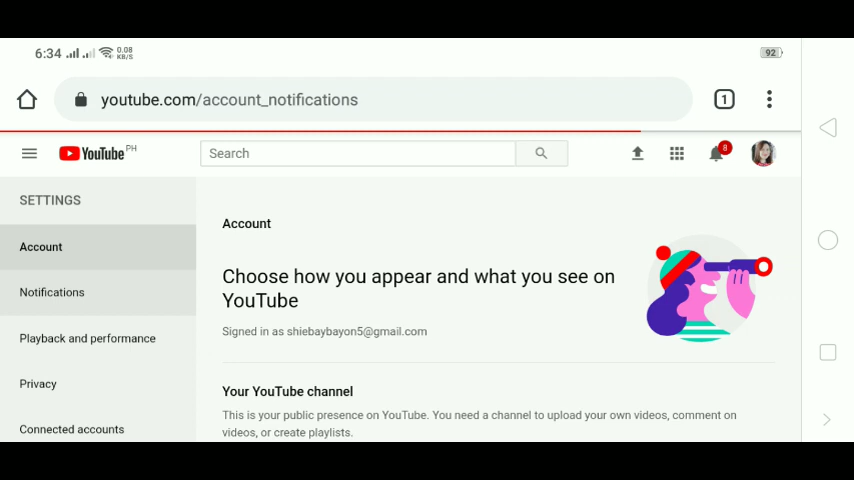 6:34 0.08 KB/S 92
youtube.com/account_notifications 1
YouTube PH Search 8
SETTINGS
Account
Notifications
Playback and performance
Privacy
Connected accounts
Account
Choose how you appear and what you see on
YouTube
Signed in as shiebaybayon5@gmail.com
Your YouTube channel
This is your public presence on YouTube. You need a channel to upload your own videos, comment on
videos, or create playlists.